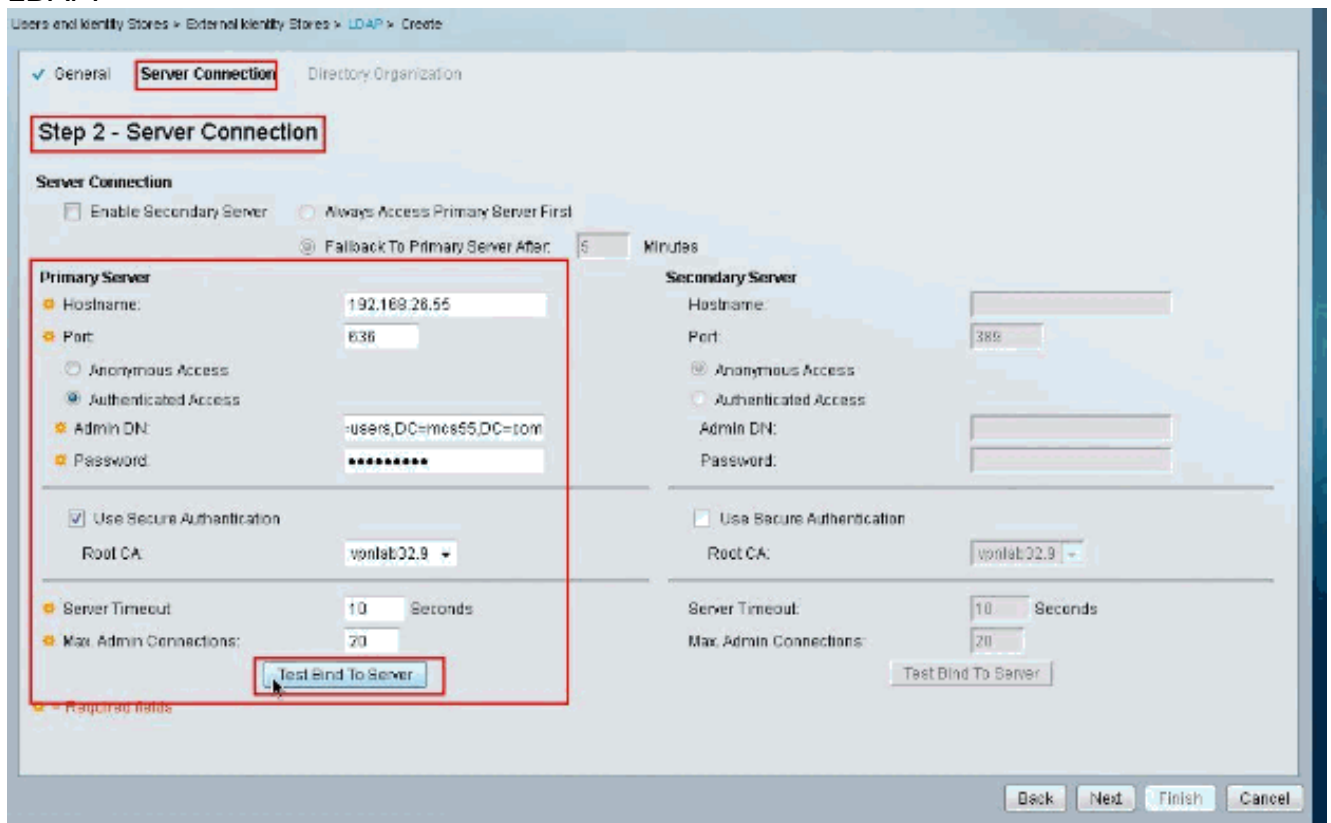 Users and Identity Stores > External Identity Stores > LDAP > Create
General Server Connection Directory Organization
Step 2 - Server Connection
Server Connection
Enable Secondary Server Always Access Primary Server First
Fallback To Primary Server After: 5 Minutes
Primary Server Secondary Server
Hostname: 192.168.26.55 Hostname:
Port: 636 Port: 389
Anonymous Access Anonymous Access
Authenticated Access Authenticated Access
Admin DN: =users,DC=mcs55,DC=com Admin DN:
Password: ••••••••• Password:
Use Secure Authentication Use Secure Authentication
Root CA: vonlab32.9 Root CA: vonlab32.9
Server Timeout 10 Seconds Server Timeout: 10 Seconds
Max. Admin Connections: 20 Max. Admin Connections: 20
Test Bind To Server Test Bind To Server
= Required fields
Back Next Finish Cancel